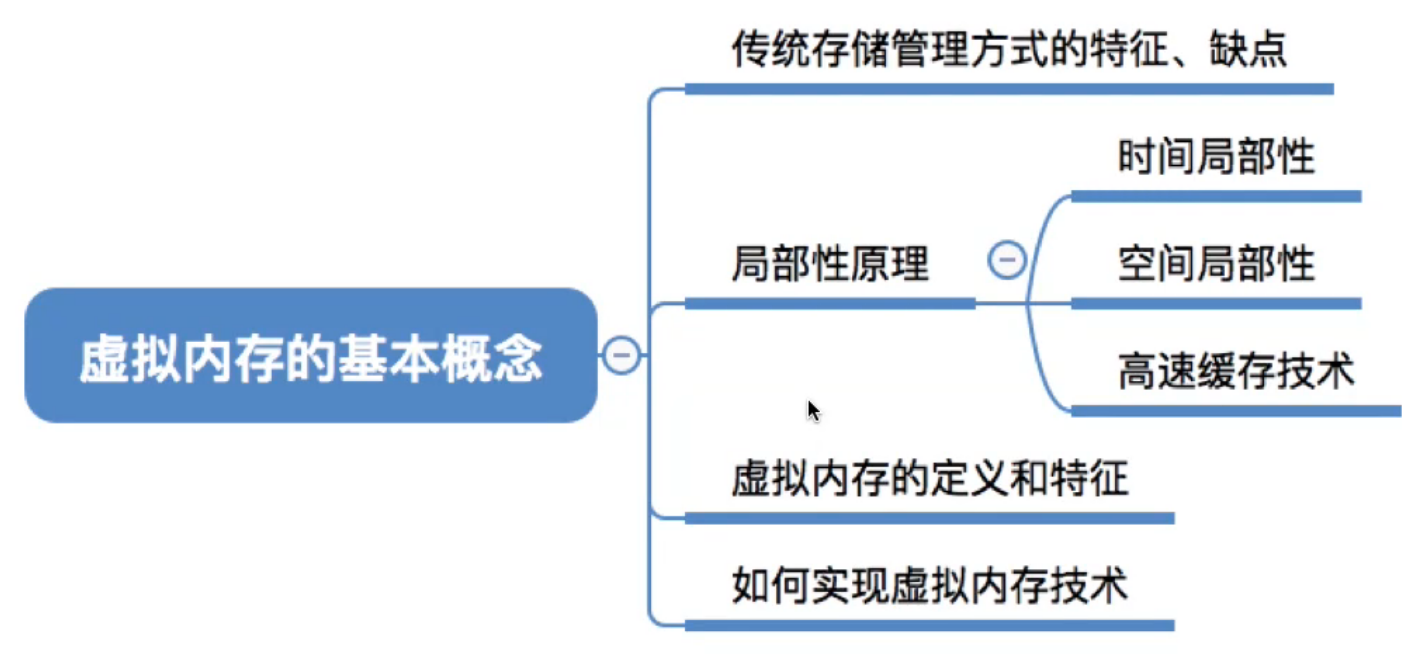 传统存储管理方式的特征、缺点
时间局部性
局部性原理
空间局部性
高速缓存技术
虚拟内存的基本概念
虚拟内存的定义和特征
如何实现虚拟内存技术